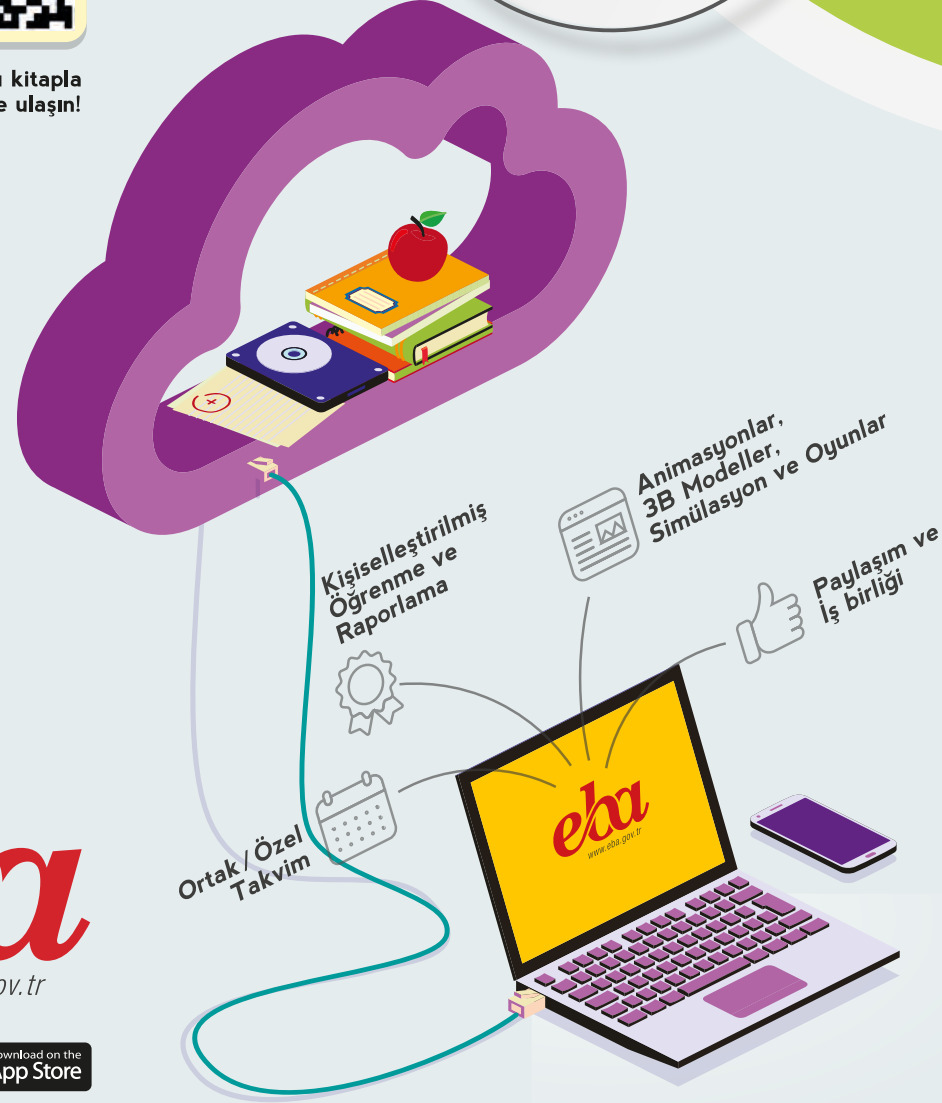 kitapla
ulaşın!
Animasyonlar,
3B Modeller,
Simülasyon ve Oyunlar
Kişiselleştirilmiş
Öğrenme ve
Raporlama
Paylaşım ve
İş birliği
Ortak / Özel
Takvim
eba
www.eba.gov.tr
a
ov.tr
ownload on the
App Store